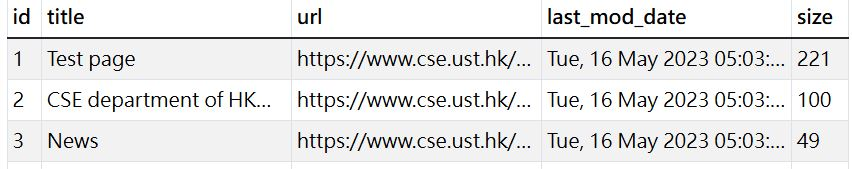 id title url last_mod_date size
1 Test page https://www.cse.ust.hk/... Tue, 16 May 2023 05:03:... 221
2 CSE department of HK... https://www.cse.ust.hk/... Tue, 16 May 2023 05:03:... 100
3 News https://www.cse.ust.hk/... Tue, 16 May 2023 05:03:... 49